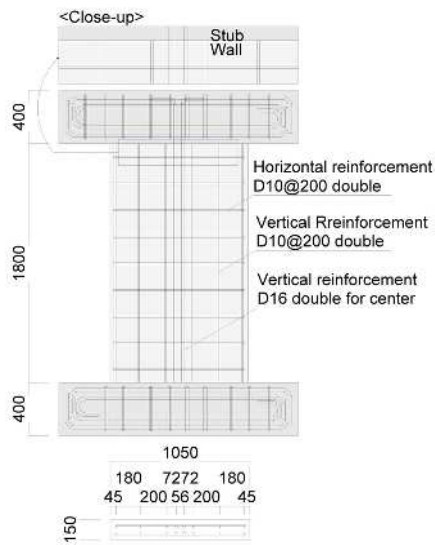 <Close-up>
Stub
Wall
400
Horizontal reinforcement
D10@200 double
Vertical Rreinforcement
D10@200 double
1800
Vertical reinforcement
D16 double for center
400
1050
180 7272 180
45 200 56 200 45
150